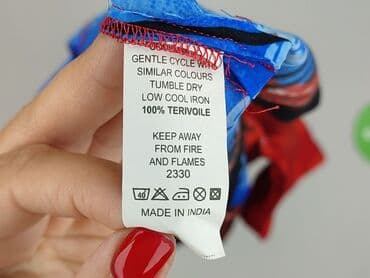 GENTLE CYCLE WITH
SIMILAR COLOURS
TUMBLE DRY
LOW COOL IRON
100% TERIVOILE
KEEP AWAY
FROM FIRE
AND FLAMES
2330
40
MADE IN INDIA